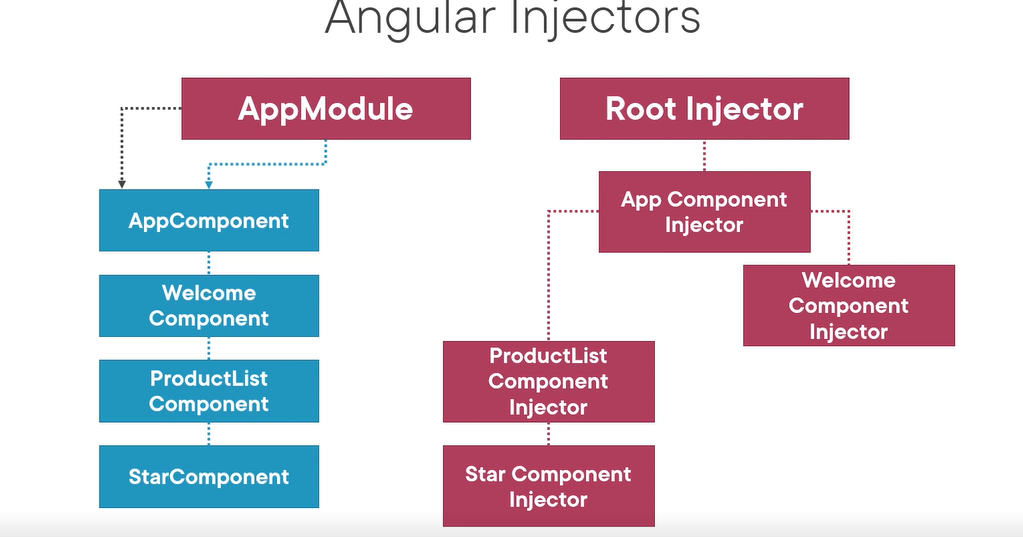 Angular Injectors
AppModule
AppComponent
Welcome
Component
ProductList
Component
StarComponent
Root Injector
App Component
Injector
Welcome
Component
Injector
ProductList
Component
Injector
Star Component
Injector